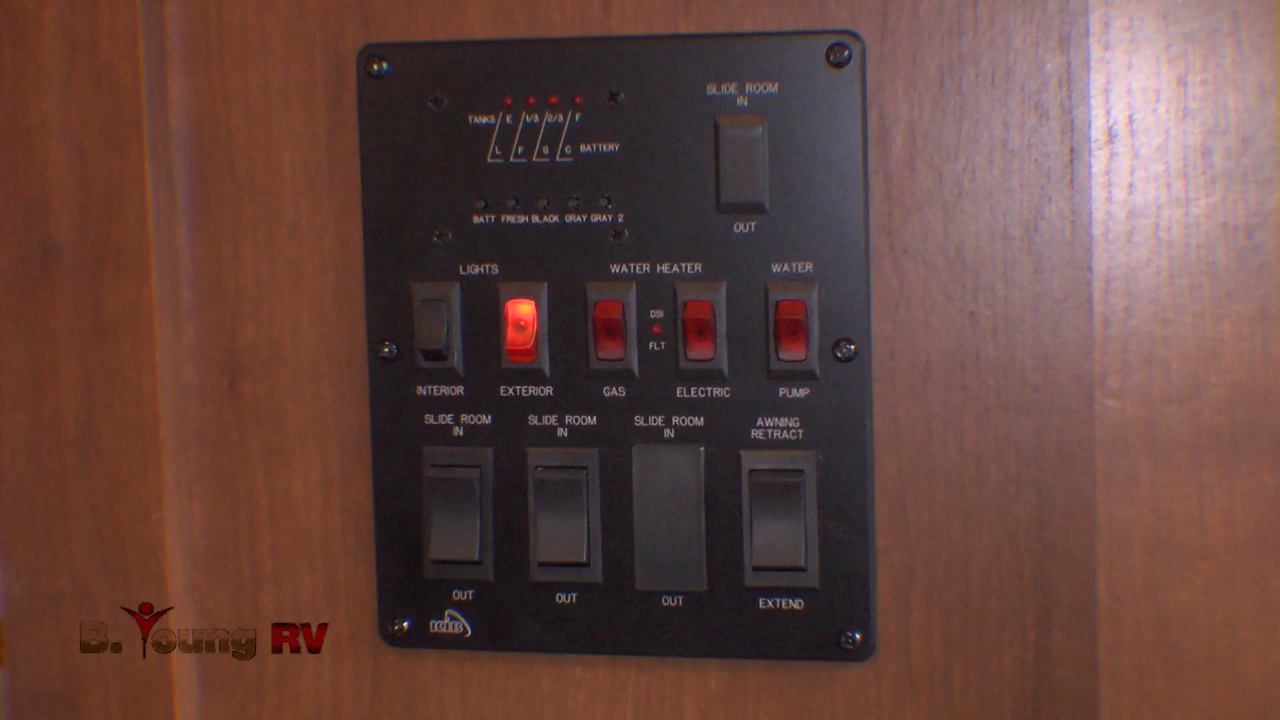 SLIDE ROOM
IN
TANKS E 1/3 2/3 F
L F G C BATTERY
BATT FRESH BLACK GRAY GRAY 2
OUT
LIGHTS WATER HEATER WATER
DSI
FLT
INTERIOR EXTERIOR GAS ELECTRIC PUMP
SLIDE ROOM SLIDE ROOM SLIDE ROOM AWNING
IN IN IN RETRACT
OUT OUT OUT EXTEND
KIB
B. Young RV